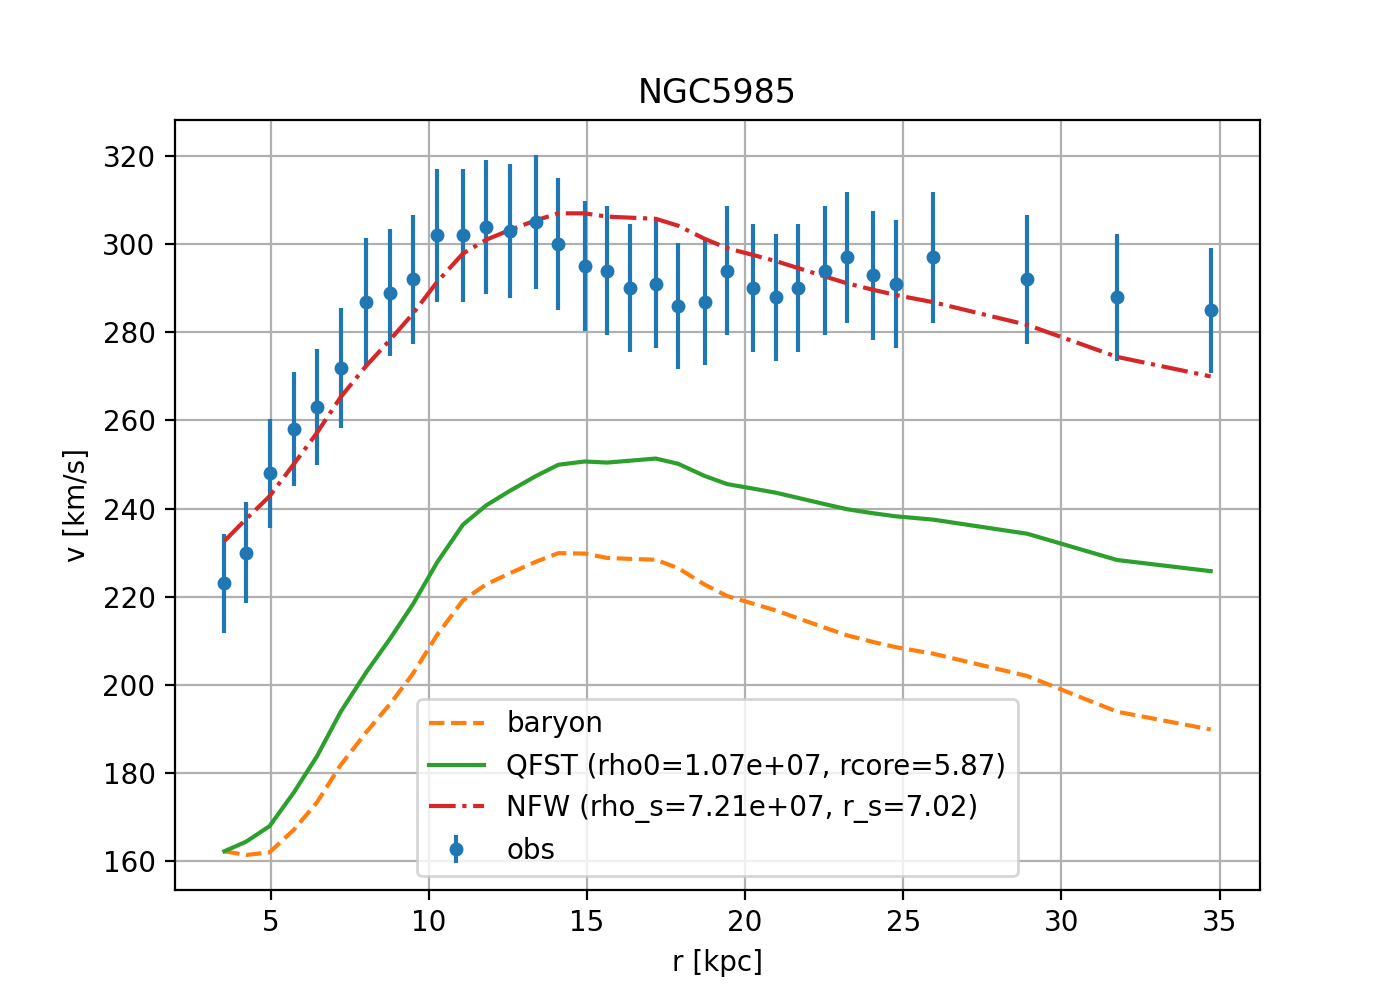 NGC5985
320
300
280
260
240
220
200
180
160
v [km/s]
baryon
QFST (rho0=1.07e+07, rcore=5.87)
NFW (rho_s=7.21e+07, r_s=7.02)
obs
5 10 15 20 25 30 35
r [kpc]